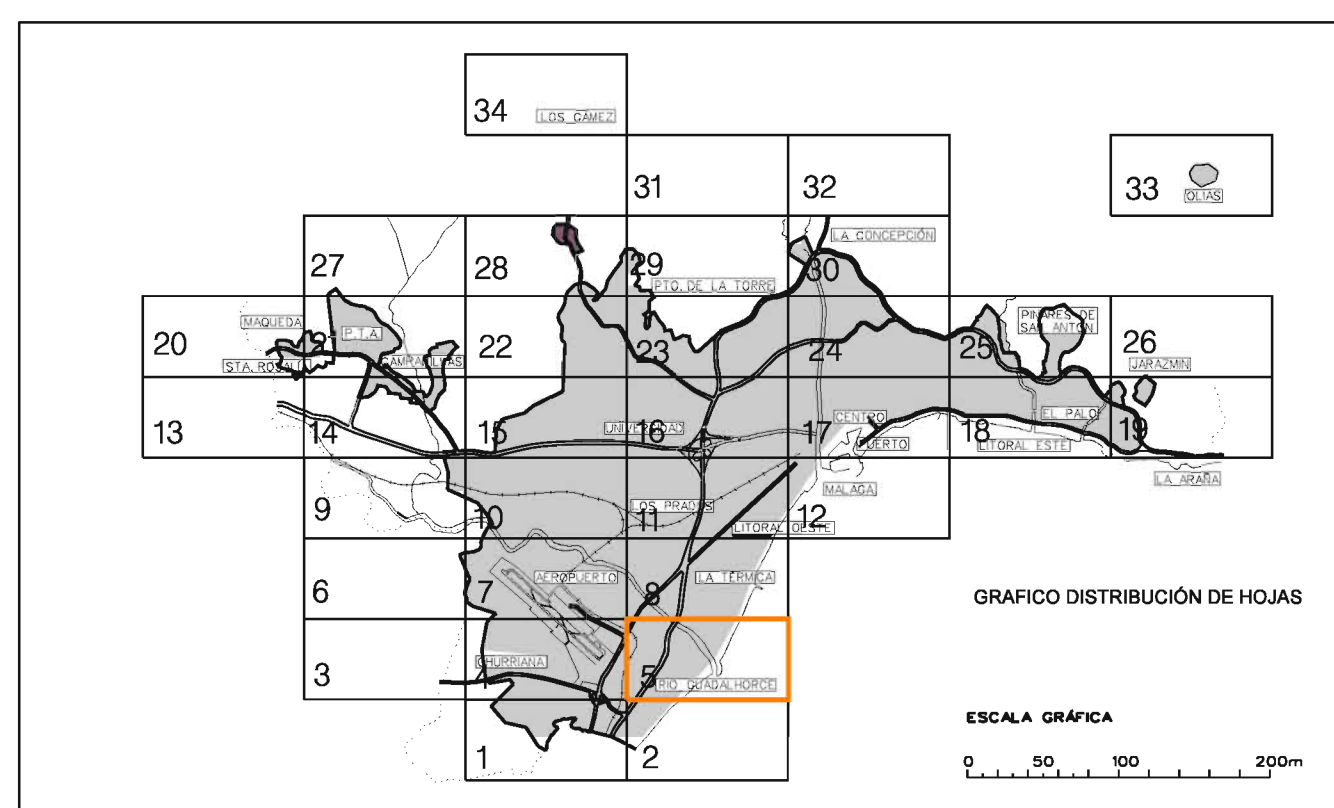 34 LOS GAMEZ
31 32 33
OLIAS
LA CONCEPCIÓN
27 28 29 30
PTO. DE LA TORRE
MAQUEDA P.T.A. PINARES DE
SAN ANTON
20 22 23 24 25 26
STA. ROSALIA CAMPANILLAS JARAZMIN
CENTRO EL PALO
13 14 15 UNIVERSIDAD 16 17 PUERTO 18 LITORAL ESTE 19
LA ARAÑA
MALAGA
9 10 LOS PRADOS 11 12
LITORAL OESTE
6 7 AEROPUERTO 8 LA TERMICA
GRAFICO DISTRIBUCIÓN DE HOJAS
CHURRIANA
3 5 RIO GUADALHORCE
ESCALA GRÁFICA
1 2
0 50 100 200m